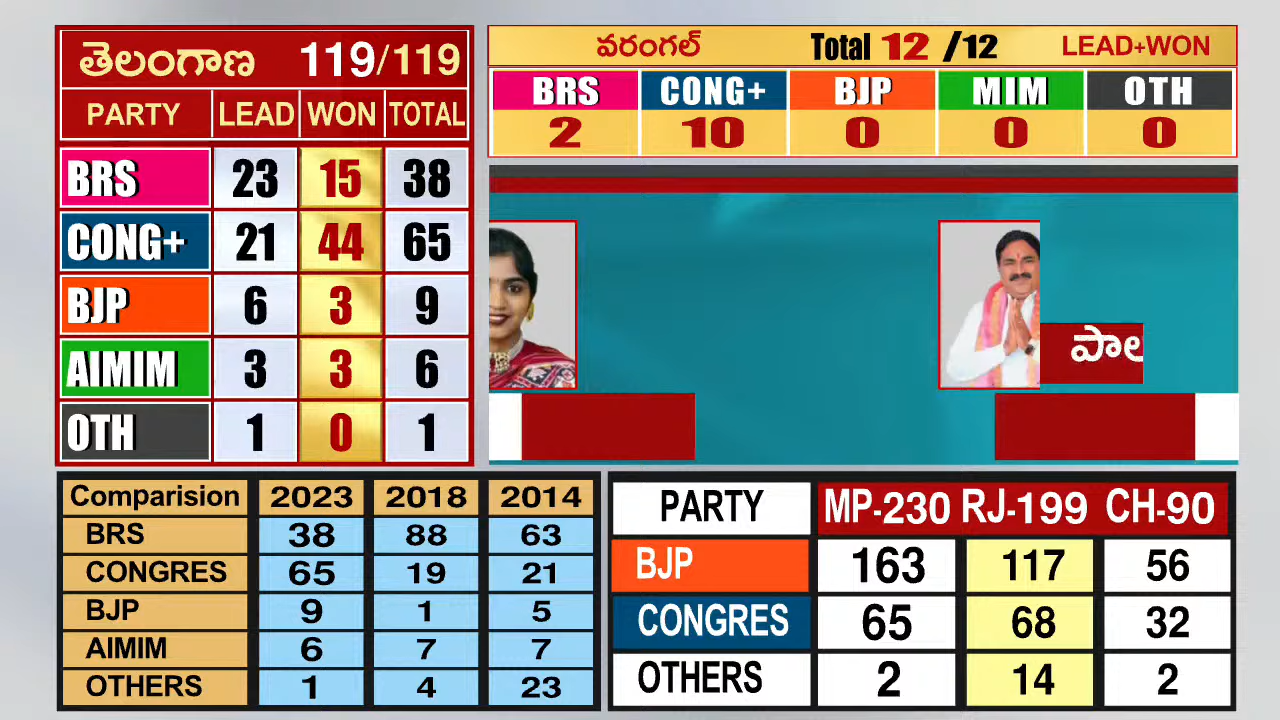 తెలంగాణ 119/119
PARTY LEAD WON TOTAL
BRS 23 15 38
CONG+ 21 44 65
BJP 6 3 9
AIMIM 3 3 6
OTH 1 0 1
వరంగల్ Total 12 /12 LEAD+WON
BRS CONG+ BJP MIM OTH
2 10 0 0 0
Comparision 2023 2018 2014
BRS 38 88 63
CONGRES 65 19 21
BJP 9 1 5
AIMIM 6 7 7
OTHERS 1 4 23
PARTY MP-230 RJ-199 CH-90
BJP 163 117 56
CONGRES 65 68 32
OTHERS 2 14 2